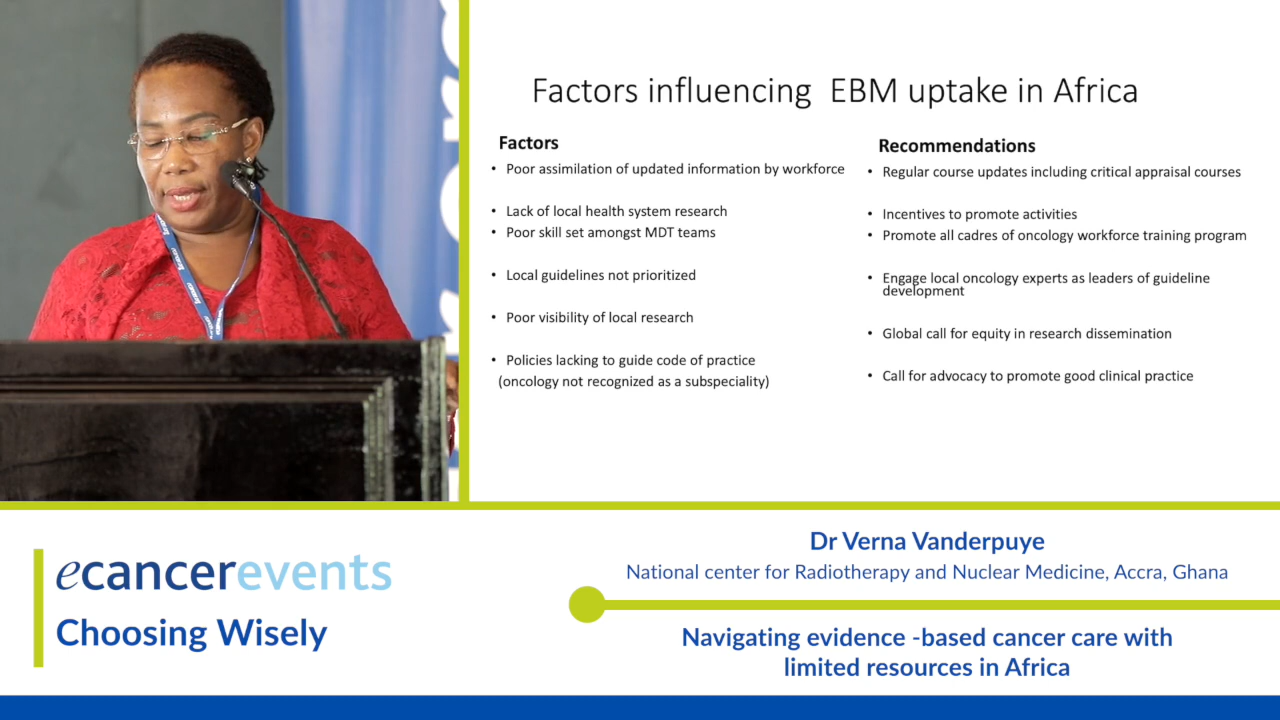 Factors influencing EBM uptake in Africa
Factors
• Poor assimilation of updated information by workforce
• Lack of local health system research
• Poor skill set amongst MDT teams
• Local guidelines not prioritized
• Poor visibility of local research
• Policies lacking to guide code of practice
(oncology not recognized as a subspeciality)
Recommendations
• Regular course updates including critical appraisal courses
• Incentives to promote activities
• Promote all cadres of oncology workforce training program
• Engage local oncology experts as leaders of guideline
development
• Global call for equity in research dissemination
• Call for advocacy to promote good clinical practice
ecancerevents
Choosing Wisely
Dr Verna Vanderpuye
National center for Radiotherapy and Nuclear Medicine, Accra, Ghana
Navigating evidence -based cancer care with
limited resources in Africa